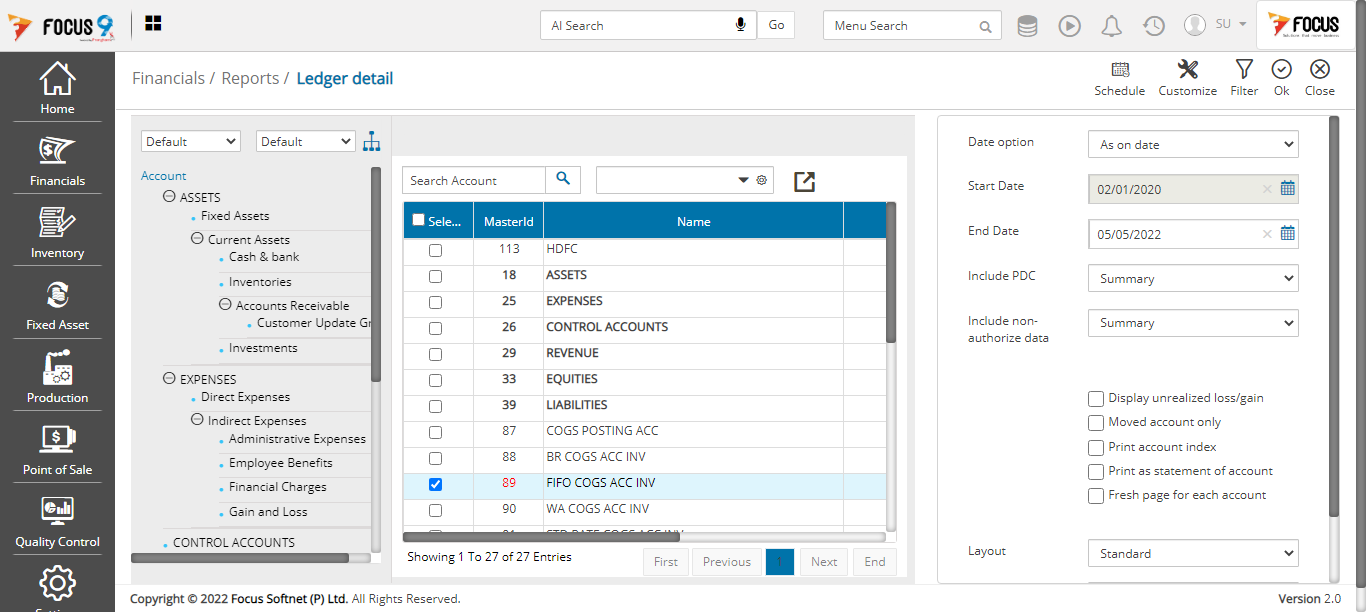 FOCUS 9
AI Search
Go
Menu Search
SU
FOCUS
Financials / Reports / Ledger detail
Schedule
Customize
Filter
Ok
Close
Home
Financials
Inventory
Fixed Asset
Production
Point of Sale
Quality Control
Default
Default
Account
ASSETS
Fixed Assets
Current Assets
Cash & bank
Inventories
Accounts Receivable
Customer Update Gr
Investments
EXPENSES
Direct Expenses
Indirect Expenses
Administrative Expenses
Employee Benefits
Financial Charges
Gain and Loss
CONTROL ACCOUNTS
Search Account
Sele... MasterId Name
113 HDFC
18 ASSETS
25 EXPENSES
26 CONTROL ACCOUNTS
29 REVENUE
33 EQUITIES
39 LIABILITIES
87 COGS POSTING ACC
88 BR COGS ACC INV
89 FIFO COGS ACC INV
90 WA COGS ACC INV
Showing 1 To 27 of 27 Entries
First Previous 1 Next End
Date option As on date
Start Date 02/01/2020
End Date 05/05/2022
Include PDC Summary
Include non-
authorize data
Summary
Display unrealized loss/gain
Moved account only
Print account index
Print as statement of account
Fresh page for each account
Layout Standard
Copyright © 2022 Focus Softnet (P) Ltd. All Rights Reserved.
Version 2.0